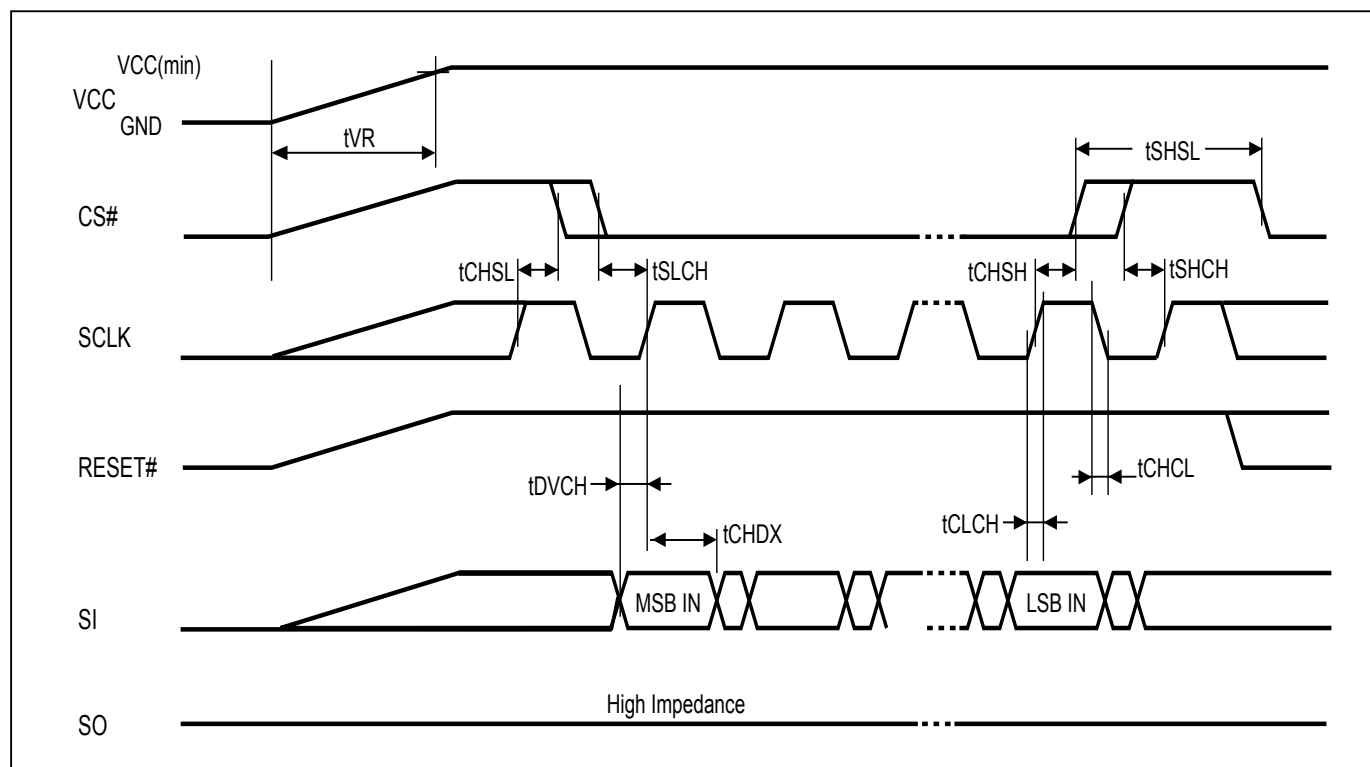 VCC(min)
VCC
GND
tVR
tSHSL
CS#
tCHSL
tSLCH
tCHSH
tSHCH
SCLK
RESET#
tDVCH
tCHCL
tCLCH
tCHDX
SI
MSB IN
LSB IN
High Impedance
SO